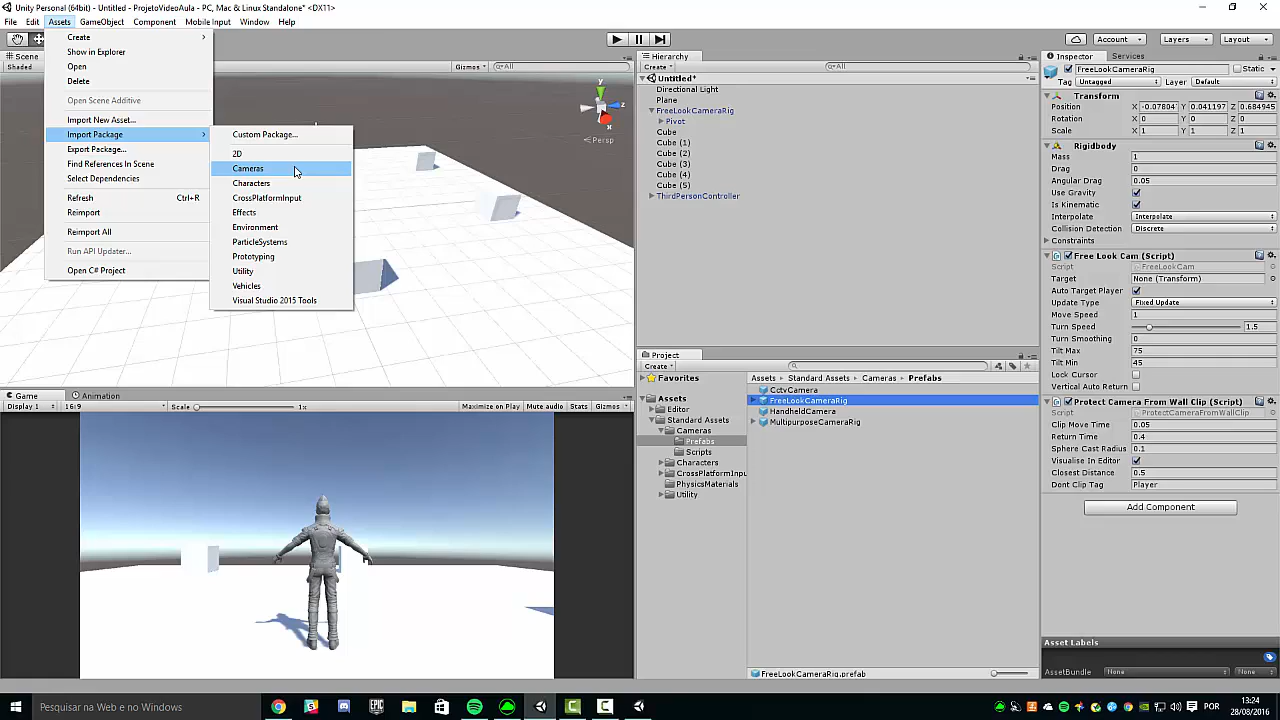 Unity Personal (64bit) - Untitled - ProjetoVideoAula - PC, Mac & Linux Standalone* <DX11>
File Edit Assets GameObject Component Mobile Input Window Help
Account Layers Layout
Scene
Shaded
Gizmos All
Create
Show in Explorer
Open
Delete
Open Scene Additive
Import New Asset...
Import Package
Export Package...
Find References In Scene
Select Dependencies
Refresh Ctrl+R
Reimport
Reimport All
Run API Updater...
Open C# Project
Custom Package...
2D
Cameras
Characters
CrossPlatformInput
Effects
Environment
ParticleSystems
Prototyping
Utility
Vehicles
Visual Studio 2015 Tools
y
z
x
Persp
Game Animation
Display 1 16:9 Scale 1x Maximize on Play Mute audio Stats Gizmos
Hierarchy
Create All
Untitled*
Directional Light
Plane
FreeLookCameraRig
Pivot
Cube
Cube (1)
Cube (2)
Cube (3)
Cube (4)
Cube (5)
ThirdPersonController
Project
Create
Favorites
Assets
Editor
Standard Assets
Cameras
Prefabs
Scripts
Characters
CrossPlatformInpu
PhysicsMaterials
Utility
Assets Standard Assets Cameras Prefabs
CctvCamera
FreeLookCameraRig
HandheldCamera
MultipurposeCameraRig
FreeLookCameraRig.prefab
Inspector Services
FreeLookCameraRig Static
Tag Untagged Layer Default
Transform
Position X -0.07804 Y 0.041197 Z 0.684945
Rotation X 0 Y 0 Z 0
Scale X 1 Y 1 Z 1
Rigidbody
Mass 1
Drag 0
Angular Drag 0.05
Use Gravity
Is Kinematic
Interpolate Interpolate
Collision Detection Discrete
Constraints
Free Look Cam (Script)
Script FreeLookCam
Target None (Transform)
Auto Target Player
Update Type Fixed Update
Move Speed 1
Turn Speed 1.5
Turn Smoothing 0
Tilt Max 75
Tilt Min 45
Lock Cursor
Vertical Auto Return
Protect Camera From Wall Clip (Script)
Script ProtectCameraFromWallClip
Clip Move Time 0.05
Return Time 0.4
Sphere Cast Radius 0.1
Visualise In Editor
Closest Distance 0.5
Dont Clip Tag Player
Add Component
Asset Labels
AssetBundle None None
Pesquisar na Web e no Windows
EPIC
POR
13:24
28/08/2016